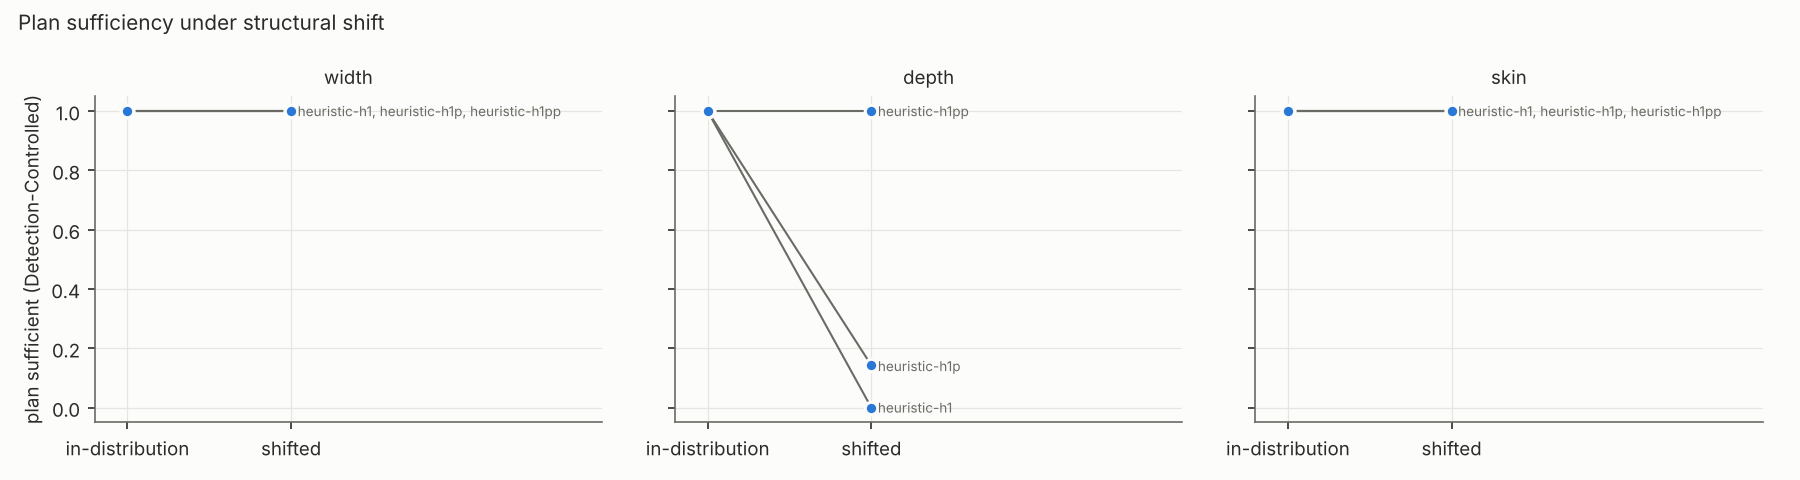 Plan sufficiency under structural shift
width
depth
skin
plan sufficient (Detection-Controlled)
1.0
0.8
0.6
0.4
0.2
0.0
heuristic-h1, heuristic-h1p, heuristic-h1pp
heuristic-h1pp
heuristic-h1p
heuristic-h1
heuristic-h1, heuristic-h1p, heuristic-h1pp
in-distribution
shifted
in-distribution
shifted
in-distribution
shifted